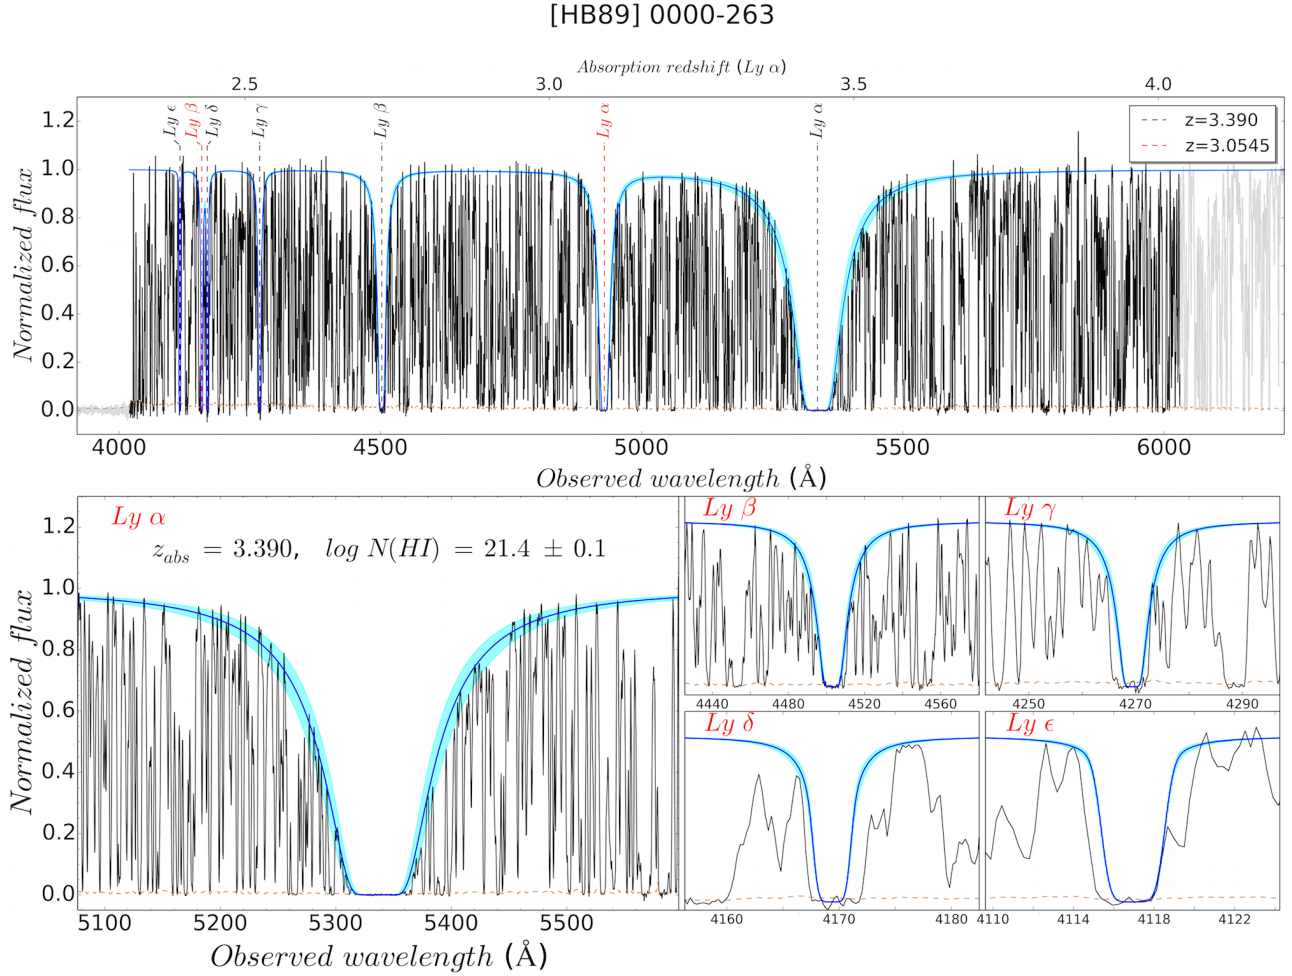 [HB89] 0000-263
Absorption redshift (Ly α)
2.5 3.0 3.5 4.0
Ly ϵ Ly β Ly δ Ly γ Ly β Ly α Ly α
z=3.390
z=3.0545
Normalized flux
1.2
1.0
0.8
0.6
0.4
0.2
0.0
4000 4500 5000 5500 6000
Observed wavelength (Å)
Ly α
z_abs = 3.390, log N(HI) = 21.4 ± 0.1
Normalized flux
1.2
1.0
0.8
0.6
0.4
0.2
0.0
5100 5200 5300 5400 5500
Observed wavelength (Å)
Ly β
4440 4480 4520 4560
Ly γ
4250 4270 4290
Ly δ
4160 4170 4180
Ly ϵ
4110 4114 4118 4122